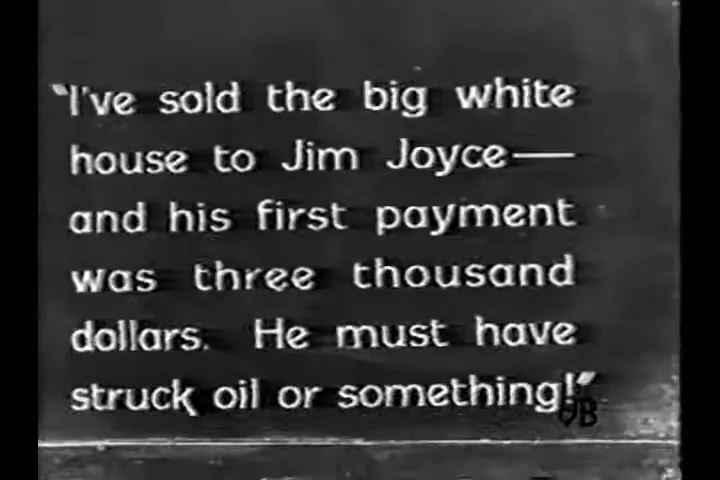 "I've sold the big white
house to Jim Joyce—
and his first payment
was three thousand
dollars. He must have
struck oil or something!"